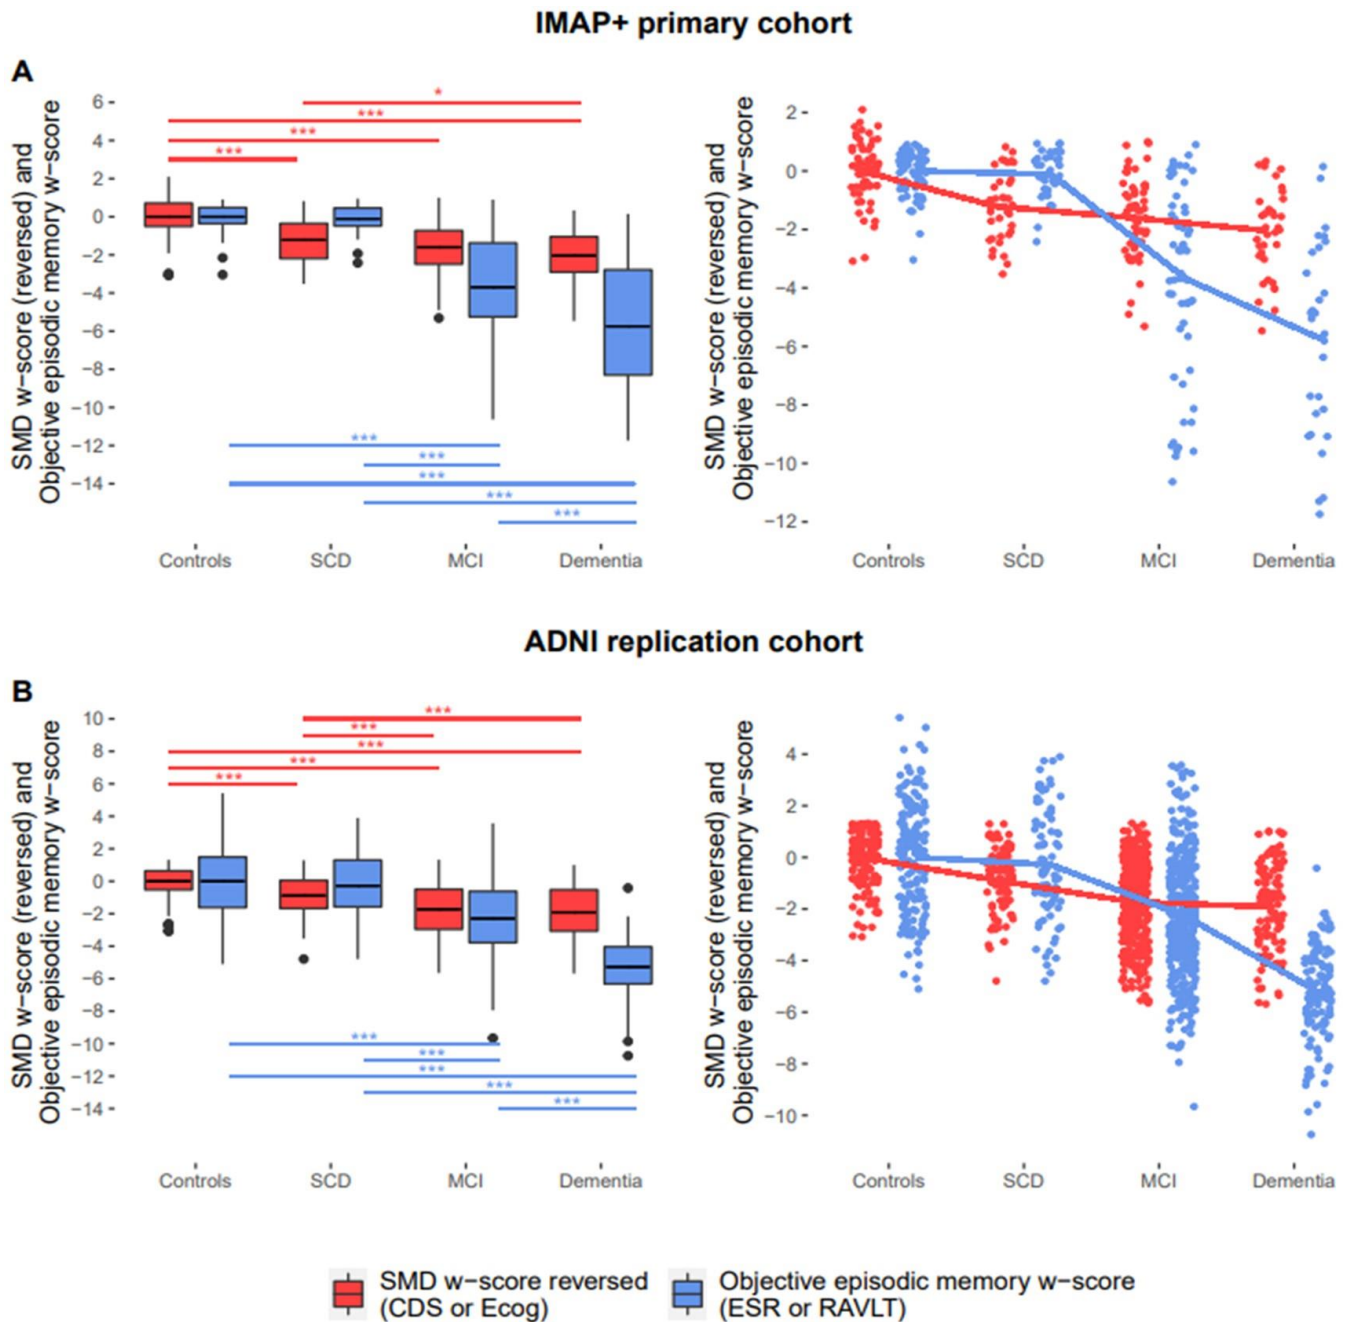 IMAP+ primary cohort
A
SMD w−score (reversed) and
Objective episodic memory w−score
6
4
2
0
−2
−4
−6
−8
−10
−12
−14
*
***
***
***
***
***
***
***
***
Controls
SCD
MCI
Dementia
SMD w−score (reversed) and
Objective episodic memory w−score
2
0
−2
−4
−6
−8
−10
−12
Controls
SCD
MCI
Dementia
ADNI replication cohort
B
SMD w−score (reversed) and
Objective episodic memory w−score
10
8
6
4
2
0
−2
−4
−6
−8
−10
−12
−14
***
***
***
***
***
***
***
***
***
***
Controls
SCD
MCI
Dementia
SMD w−score (reversed) and
Objective episodic memory w−score
4
2
0
−2
−4
−6
−8
−10
Controls
SCD
MCI
Dementia
SMD w−score reversed
(CDS or Ecog)
Objective episodic memory w−score
(ESR or RAVLT)